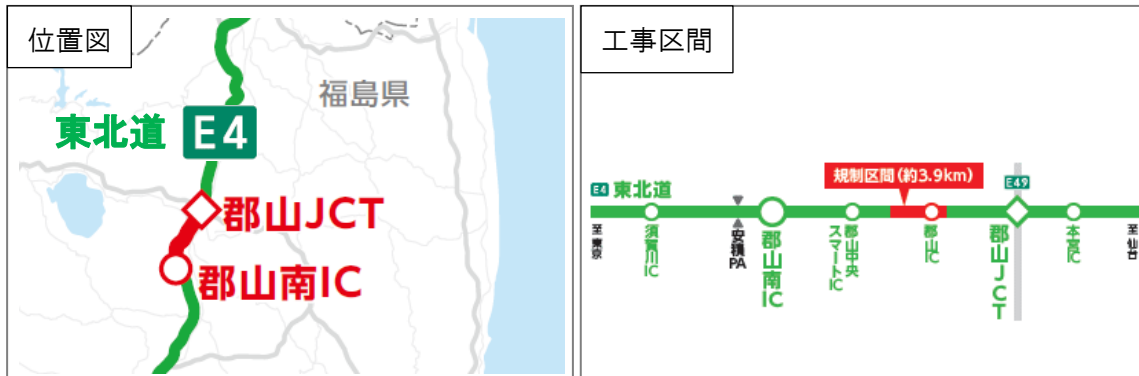 位置図
福島県
東北道 E4
郡山JCT
郡山南IC
工事区間
規制区間(約3.9km)
E49
E4 東北道
至東京
須賀川IC
安積PA
郡山南IC
郡山中央
スマートIC
郡山IC
郡山JCT
本宮IC
至仙台